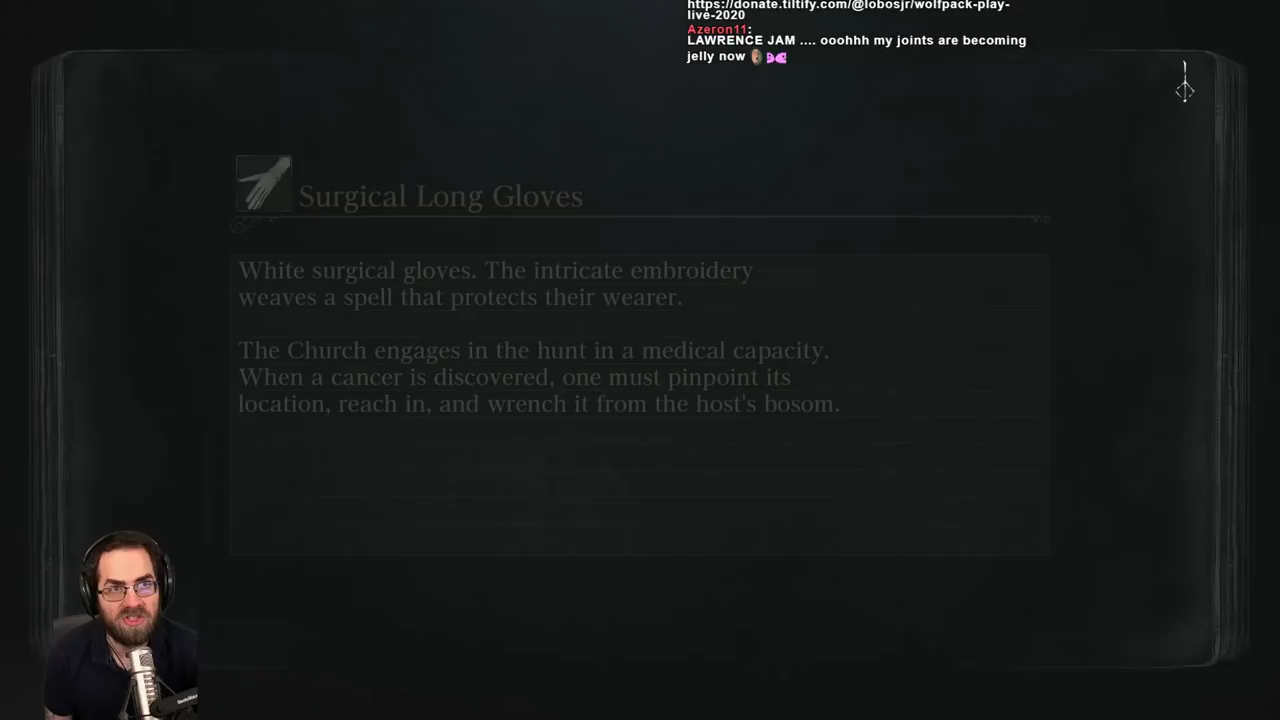 https://donate.tiltify.com/@lobosjr/wolfpack-play-
live-2020
Azeron11:
LAWRENCE JAM .... ooohhh my joints are becoming
jelly now
Surgical Long Gloves
White surgical gloves. The intricate embroidery
weaves a spell that protects their wearer.
The Church engages in the hunt in a medical capacity.
When a cancer is discovered, one must pinpoint its
location, reach in, and wrench it from the host's bosom.